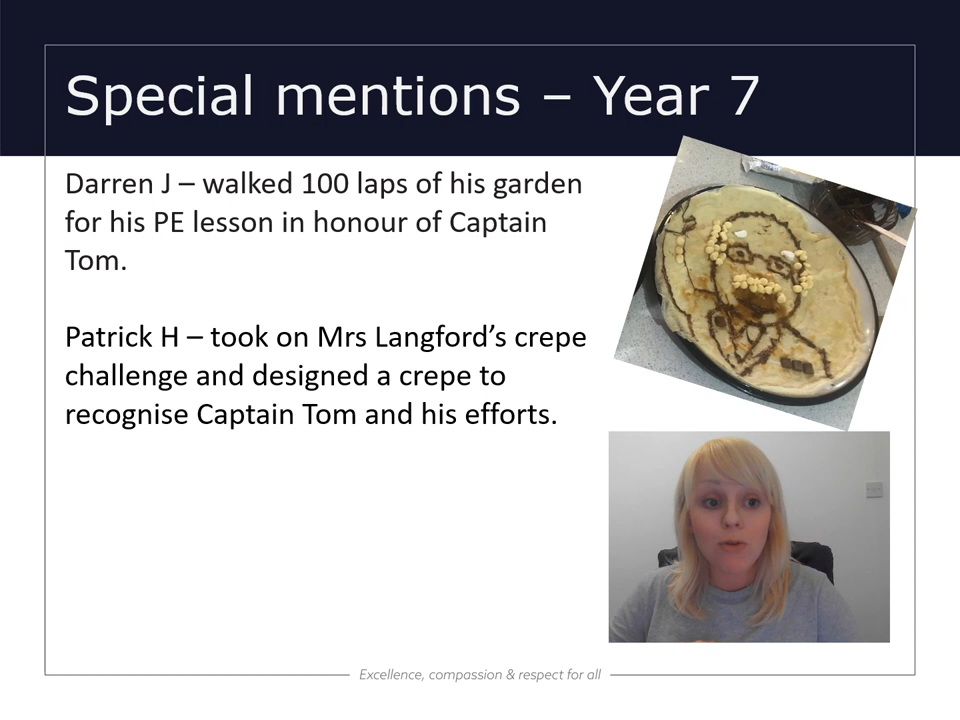 Special mentions – Year 7
Darren J – walked 100 laps of his garden
for his PE lesson in honour of Captain
Tom.
Patrick H – took on Mrs Langford’s crepe
challenge and designed a crepe to
recognise Captain Tom and his efforts.
Excellence, compassion & respect for all